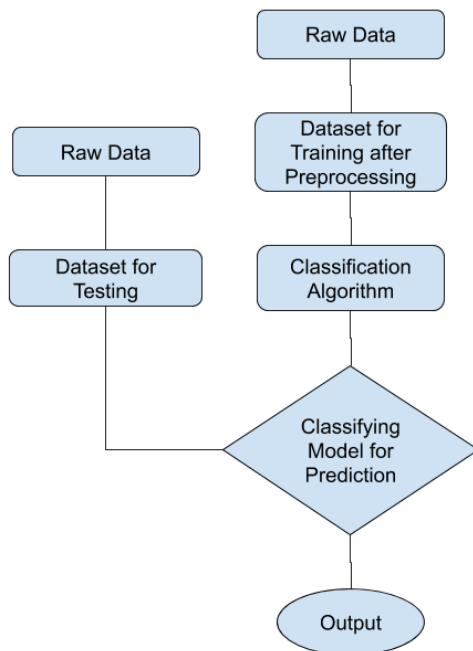 Raw Data
Dataset for
Training after
Preprocessing
Raw Data
Dataset for
Testing
Classification
Algorithm
Classifying
Model for
Prediction
Output